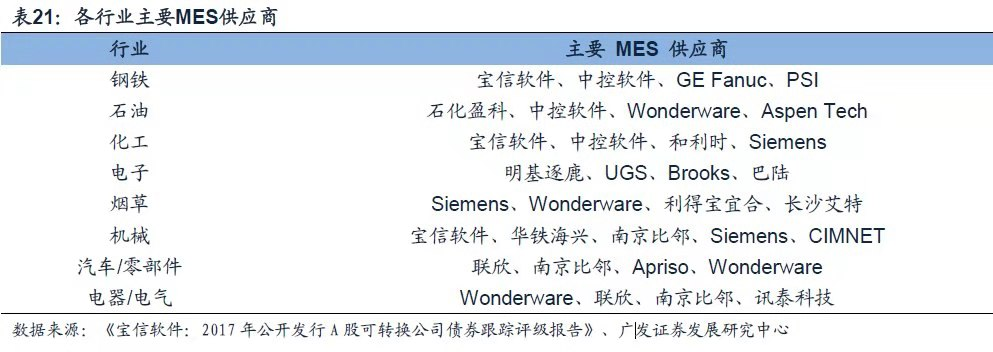 表21：各行业主要MES供应商
行业 主要 MES 供应商
钢铁 宝信软件、中控软件、GE Fanuc、PSI
石油 石化盈科、中控软件、Wonderware、Aspen Tech
化工 宝信软件、中控软件、和利时、Siemens
电子 明基逐鹿、UGS、Brooks、巴陆
烟草 Siemens、Wonderware、利得宝宜合、长沙艾特
机械 宝信软件、华铁海兴、南京比邻、Siemens、CIMNET
汽车/零部件 联欣、南京比邻、Apriso、Wonderware
电器/电气 Wonderware、联欣、南京比邻、讯泰科技
数据来源：《宝信软件：2017年公开发行A股可转换公司债券跟踪评级报告》、广发证券发展研究中心